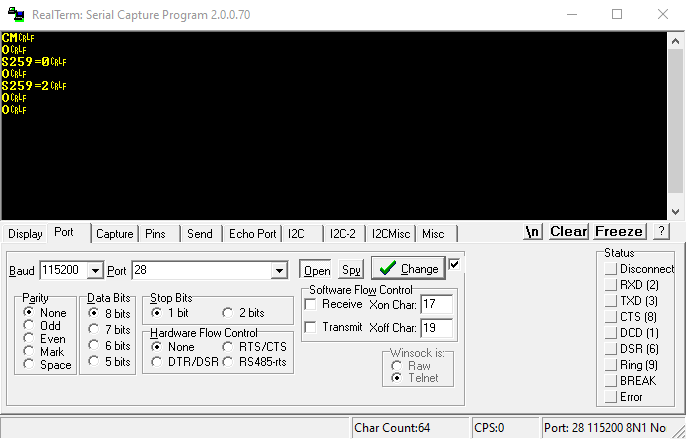 RealTerm: Serial Capture Program 2.0.0.70
CMCRLF
OCRLF
S259=0CRLF
OCRLF
S259=2CRLF
OCRLF
OCRLF
Display Port Capture Pins Send Echo Port I2C I2C-2 I2CMisc Misc \n Clear Freeze ?
Baud 115200 Port 28 Open Spy Change
Parity
None
Odd
Even
Mark
Space
Data Bits
8 bits
7 bits
6 bits
5 bits
Stop Bits
1 bit 2 bits
Hardware Flow Control
None RTS/CTS
DTR/DSR RS485-rts
Software Flow Control
Receive Xon Char: 17
Transmit Xoff Char: 19
Winsock is:
Raw
Telnet
Status
Disconnect
RXD (2)
TXD (3)
CTS (8)
DCD (1)
DSR (6)
Ring (9)
BREAK
Error
Char Count:64 CPS:0 Port: 28 115200 8N1 No